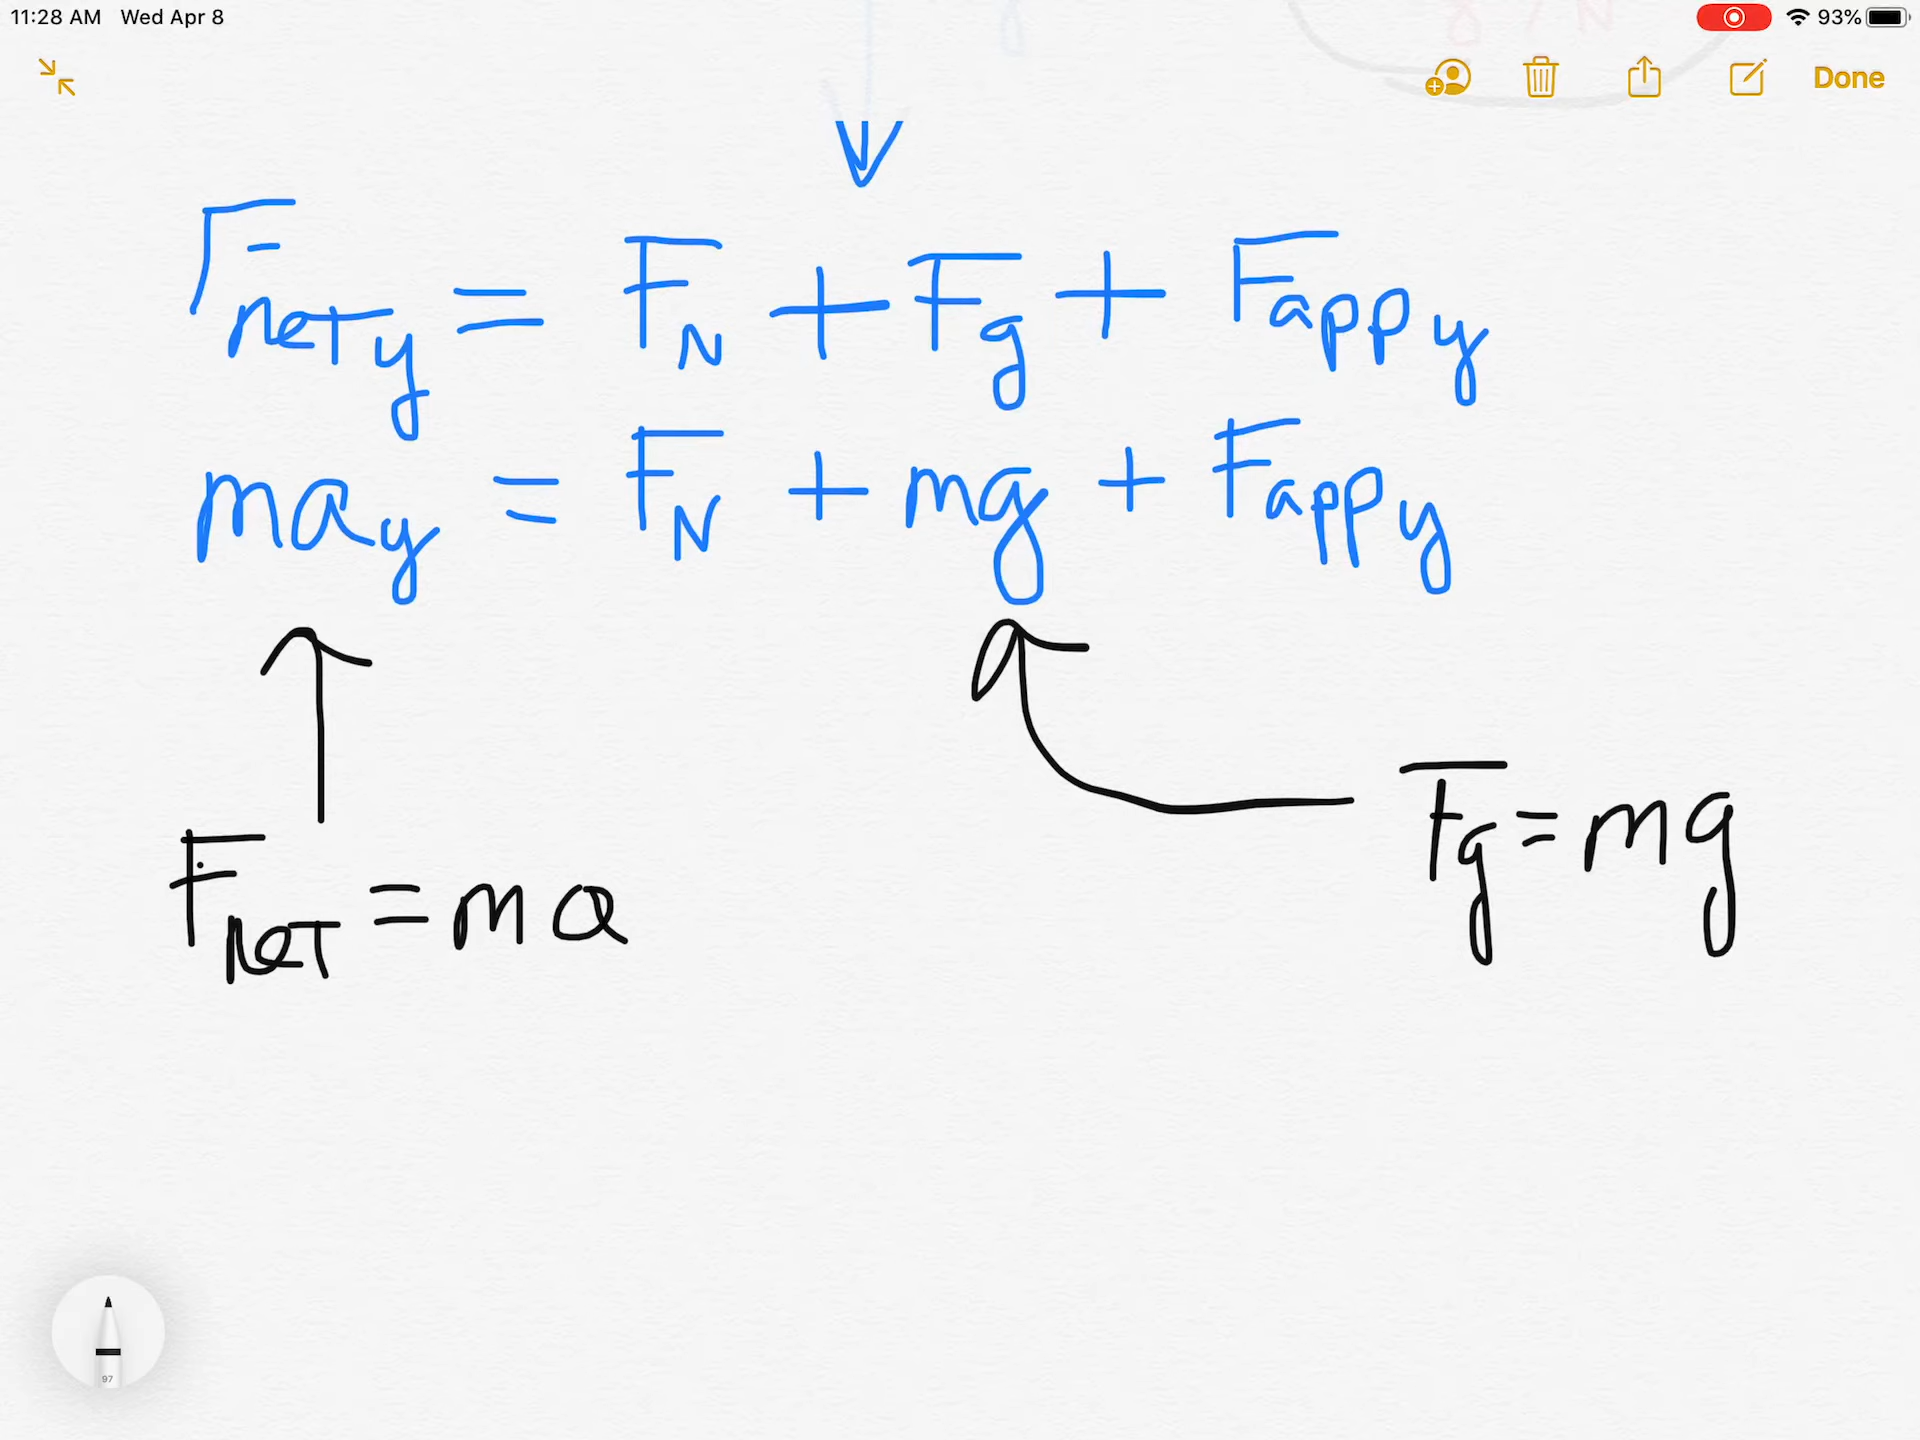 11:28 AM Wed Apr 8
93%
Done
Fnety = FN + Fg + Fappy
may = FN + mg + Fappy
Fg = mg
Fnet = ma
97